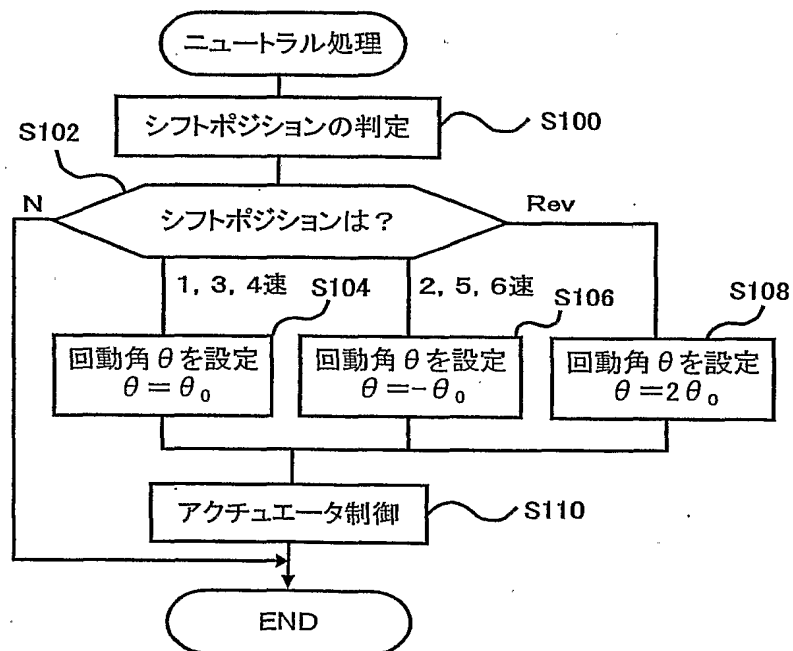 ニュートラル処理
シフトポジションの判定
S100
S102
N
シフトポジションは？
Rev
1，3，4速
S104
2，5，6速
S106
S108
回動角θを設定
θ＝θ₀
回動角θを設定
θ＝-θ₀
回動角θを設定
θ＝2θ₀
アクチュエータ制御
S110
END